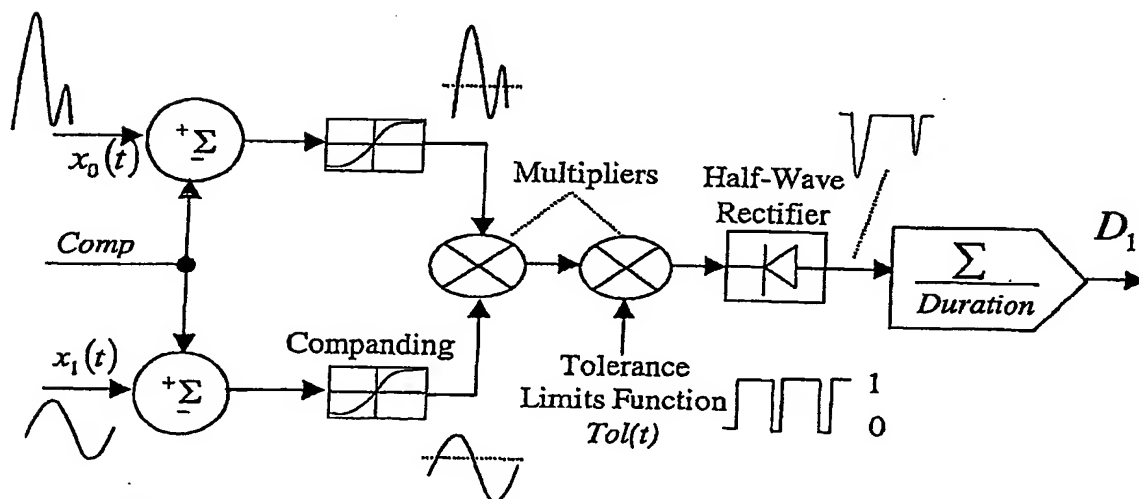 +
Σ
-
x₀(t)
Comp
x₁(t)
+
Σ
-
Companding
Multipliers
Tolerance
Limits Function
Tol(t)
1
0
Half-Wave
Rectifier
Σ
Duration
D₁